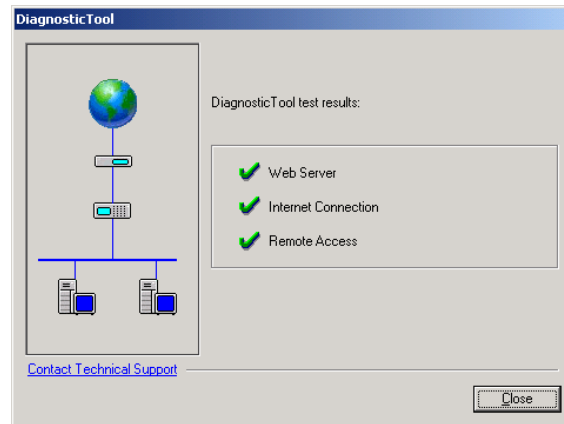 DiagnosticTool
DiagnosticTool test results:
Web Server
Internet Connection
Remote Access
Contact Technical Support
Close